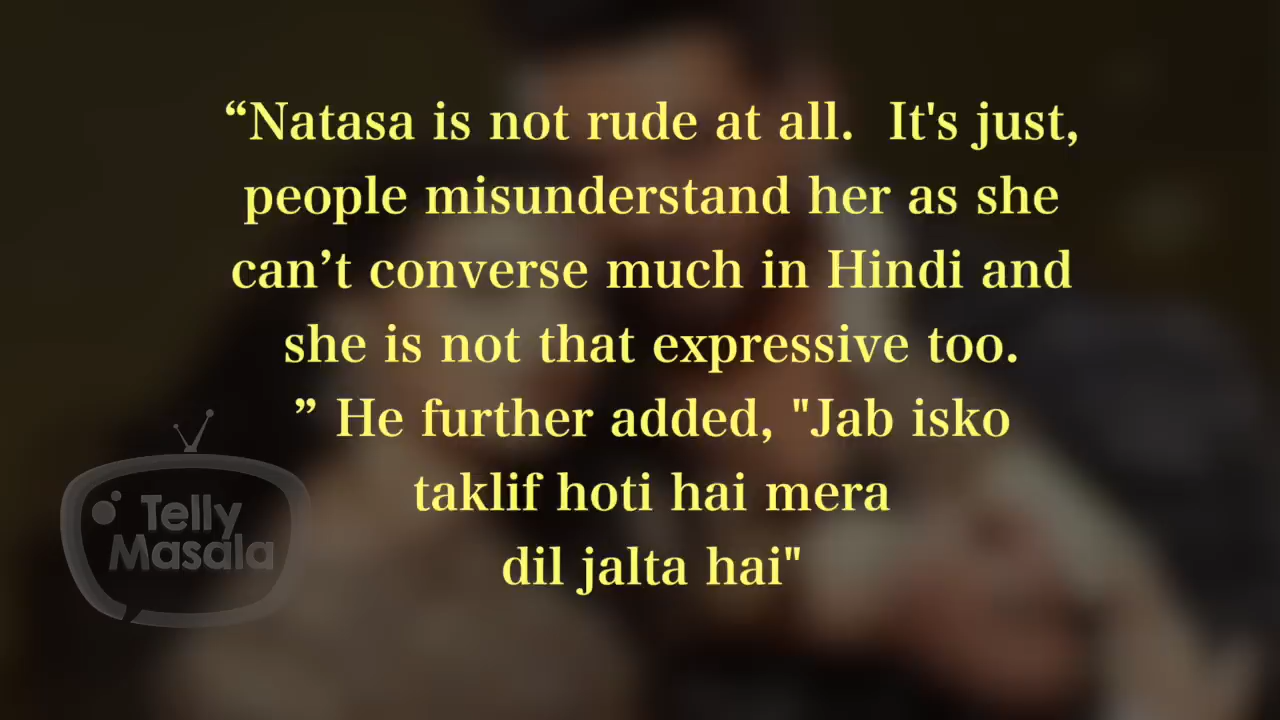 “Natasa is not rude at all.  It's just,
people misunderstand her as she
can’t converse much in Hindi and
she is not that expressive too.
” He further added, "Jab isko
taklif hoti hai mera
dil jalta hai"
Telly
Masala